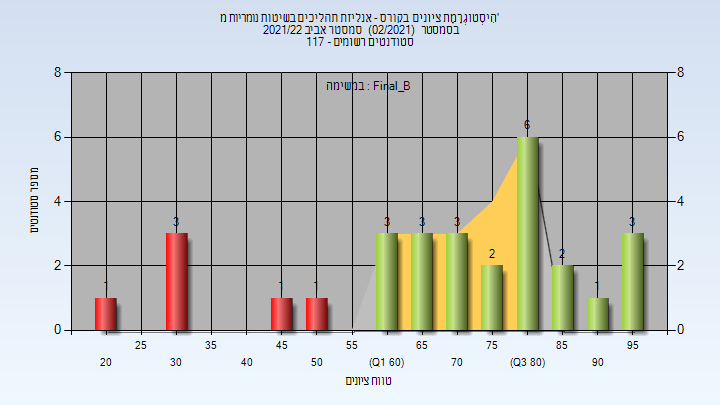 היסטוגרמת ציונים בקורס - אנליזת תהליכים בשיטות נומריות מ'
בסמסטר (02/2021) סמסטר אביב 2021/22
סטודנטים רשומים - 117
במשימה : Final_B
מספר סטודנטים
8 8
6 6
4 4
2 2
0 0
1 3 1 1 3 3 3 2 6 2 1 3
25 35 45 55 65 75 85 95
20 30 40 50 (Q1 60) 70 (Q3 80) 90
טווח ציונים